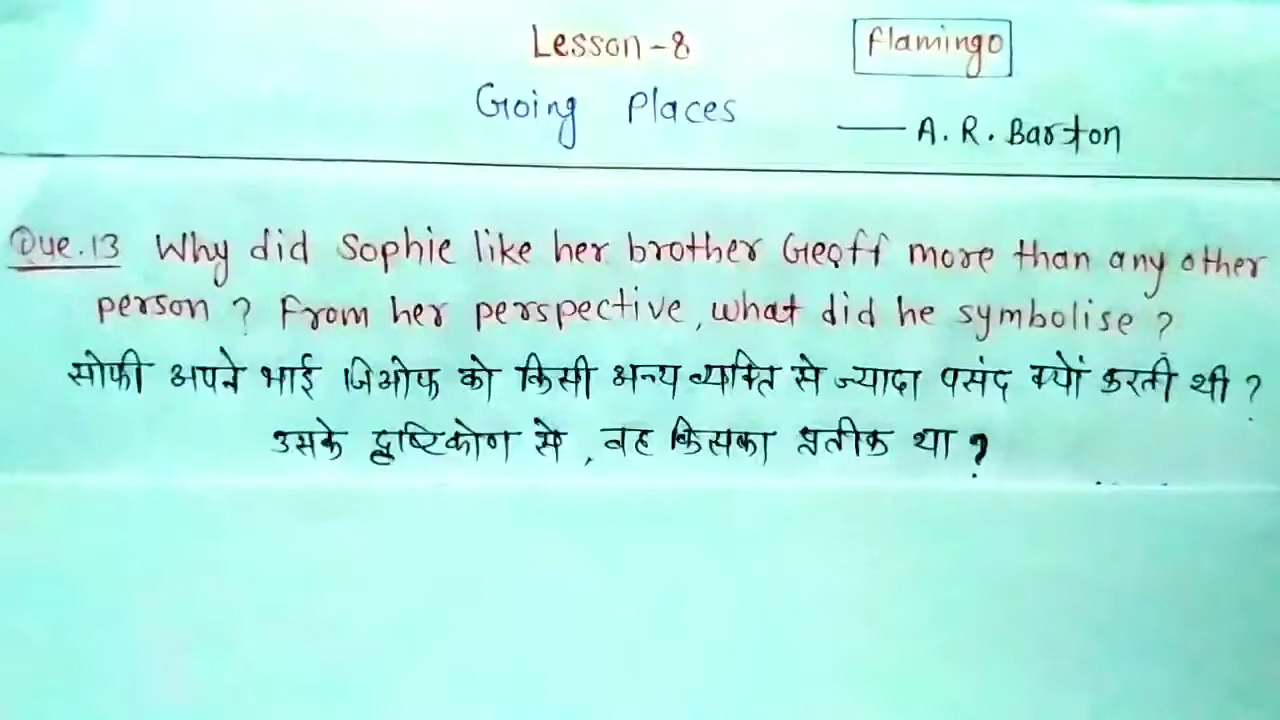 Lesson-8
Flamingo
Going Places
— A. R. Barton
Que.13 Why did Sophie like her brother Geoff more than any other
person? From her perspective, what did he symbolise?
सोफी अपने भाई जिओफ को किसी अन्य व्यक्ति से ज्यादा पसंद क्यों करती थी?
उसके दृष्टिकोण से, वह किसका प्रतीक था?